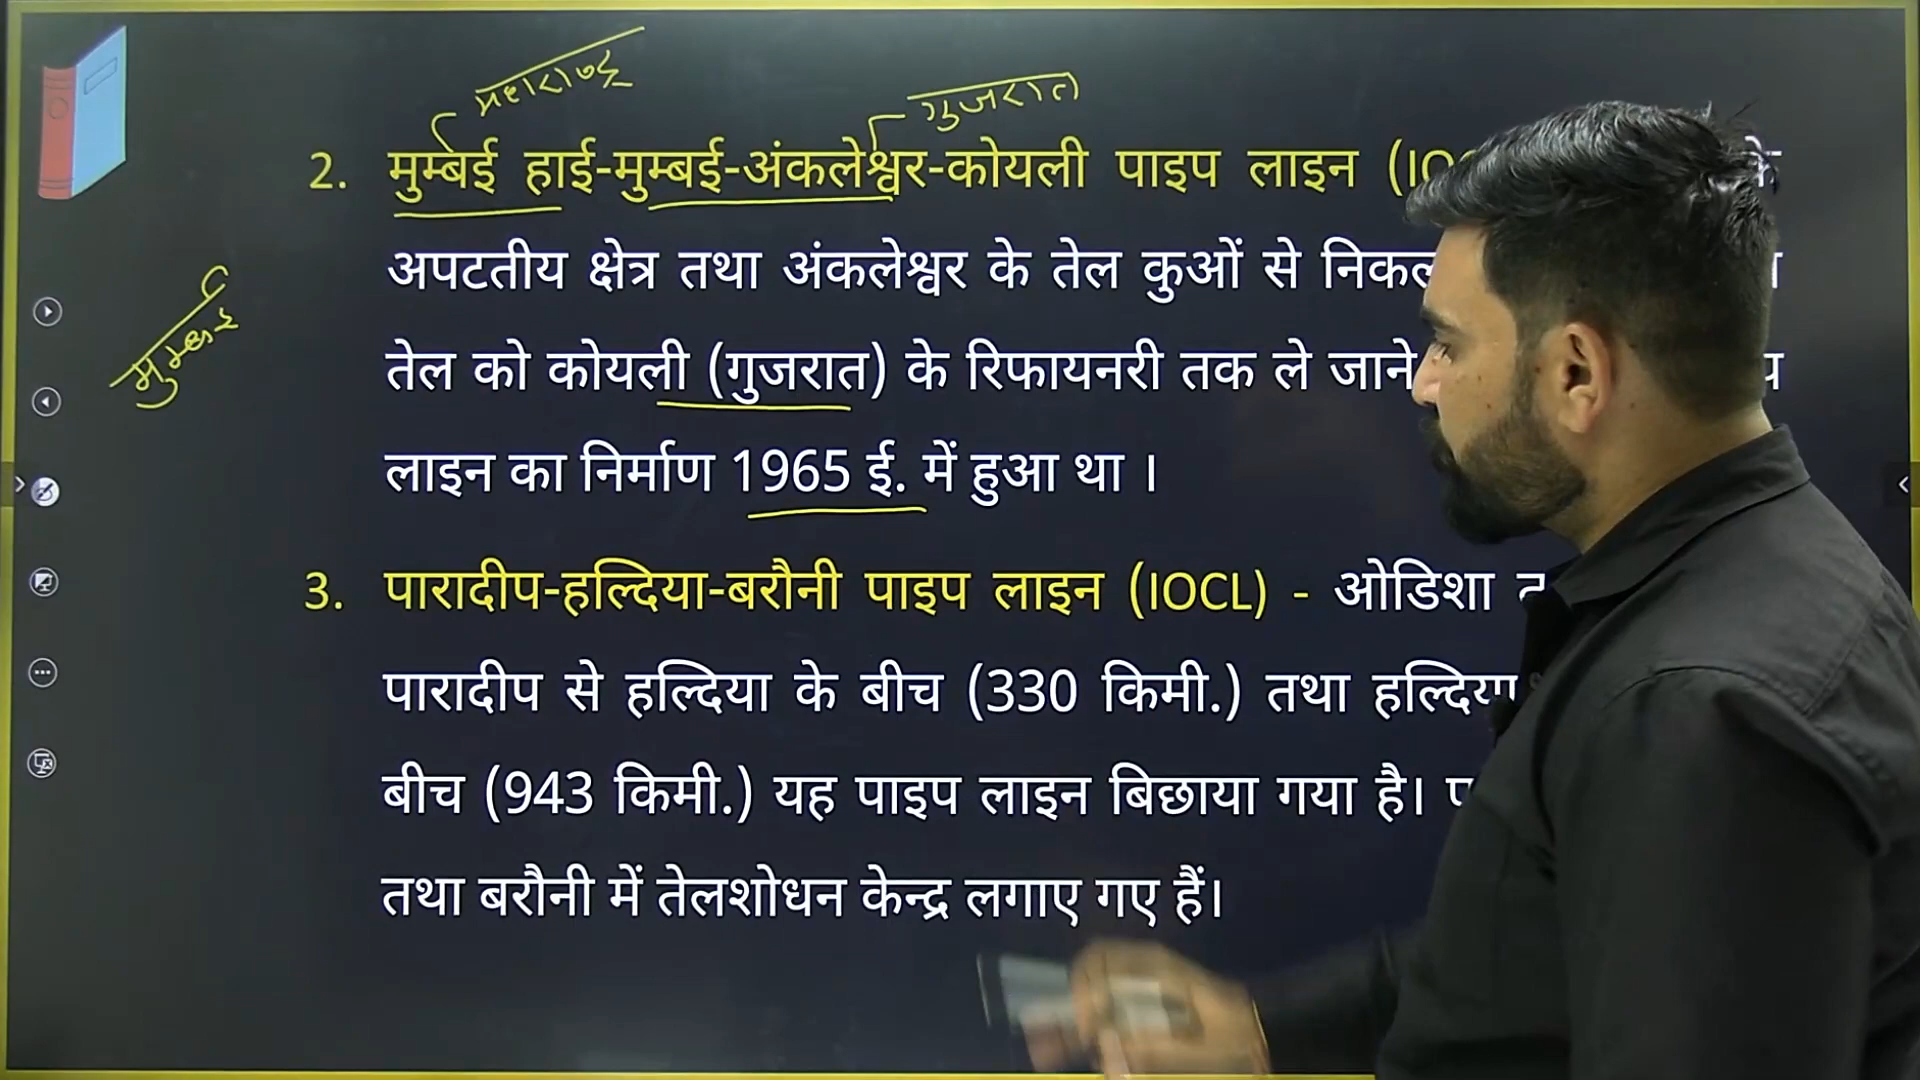 महाराष्ट्र
गुजरात
2. मुम्बई हाई-मुम्बई-अंकलेश्वर-कोयली पाइप लाइन
अपटतीय क्षेत्र तथा अंकलेश्वर के तेल कुओं से
मुम्बई
तेल को कोयली (गुजरात) के रिफायनरी तक ले जाने
लाइन का निर्माण 1965 ई. में हुआ था ।
3. पारादीप-हल्दिया-बरौनी पाइप लाइन (IOCL) - ओडिशा
पारादीप से हल्दिया के बीच (330 किमी.) तथा हल्दिया
बीच (943 किमी.) यह पाइप लाइन बिछाया गया है।
तथा बरौनी में तेलशोधन केन्द्र लगाए गए हैं।